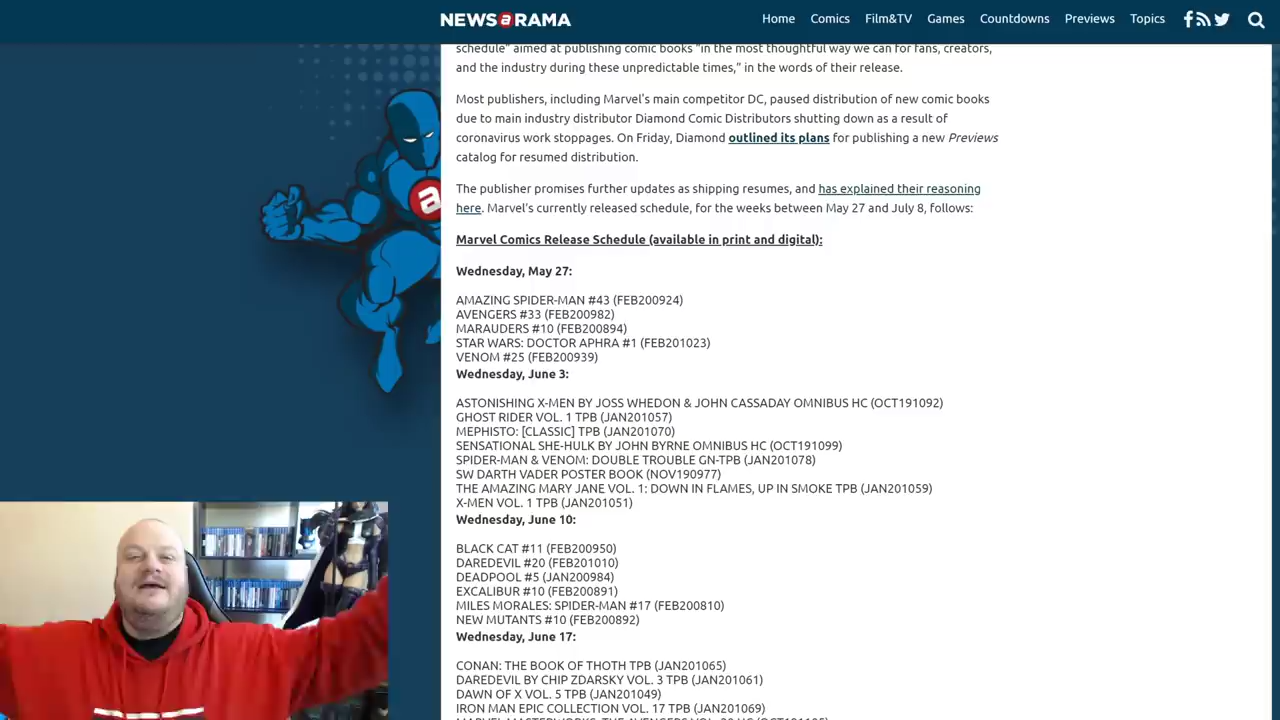 NEWSaRAMA
Home Comics Film&TV Games Countdowns Previews Topics
schedule" aimed at publishing comic books "in the most thoughtful way we can for fans, creators,
and the industry during these unpredictable times," in the words of their release.
Most publishers, including Marvel's main competitor DC, paused distribution of new comic books
due to main industry distributor Diamond Comic Distributors shutting down as a result of
coronavirus work stoppages. On Friday, Diamond outlined its plans for publishing a new Previews
catalog for resumed distribution.
The publisher promises further updates as shipping resumes, and has explained their reasoning
here. Marvel's currently released schedule, for the weeks between May 27 and July 8, follows:
Marvel Comics Release Schedule (available in print and digital):
Wednesday, May 27:
AMAZING SPIDER-MAN #43 (FEB200924)
AVENGERS #33 (FEB200982)
MARAUDERS #10 (FEB200894)
STAR WARS: DOCTOR APHRA #1 (FEB201023)
VENOM #25 (FEB200939)
Wednesday, June 3:
ASTONISHING X-MEN BY JOSS WHEDON & JOHN CASSADAY OMNIBUS HC (OCT191092)
GHOST RIDER VOL. 1 TPB (JAN201057)
MEPHISTO: [CLASSIC] TPB (JAN201070)
SENSATIONAL SHE-HULK BY JOHN BYRNE OMNIBUS HC (OCT191099)
SPIDER-MAN & VENOM: DOUBLE TROUBLE GN-TPB (JAN201078)
SW DARTH VADER POSTER BOOK (NOV190977)
THE AMAZING MARY JANE VOL. 1: DOWN IN FLAMES, UP IN SMOKE TPB (JAN201059)
X-MEN VOL. 1 TPB (JAN201051)
Wednesday, June 10:
BLACK CAT #11 (FEB200950)
DAREDEVIL #20 (FEB201010)
DEADPOOL #5 (JAN200984)
EXCALIBUR #10 (FEB200891)
MILES MORALES: SPIDER-MAN #17 (FEB200810)
NEW MUTANTS #10 (FEB200892)
Wednesday, June 17:
CONAN: THE BOOK OF THOTH TPB (JAN201065)
DAREDEVIL BY CHIP ZDARSKY VOL. 3 TPB (JAN201061)
DAWN OF X VOL. 5 TPB (JAN201049)
IRON MAN EPIC COLLECTION VOL. 17 TPB (JAN201069)